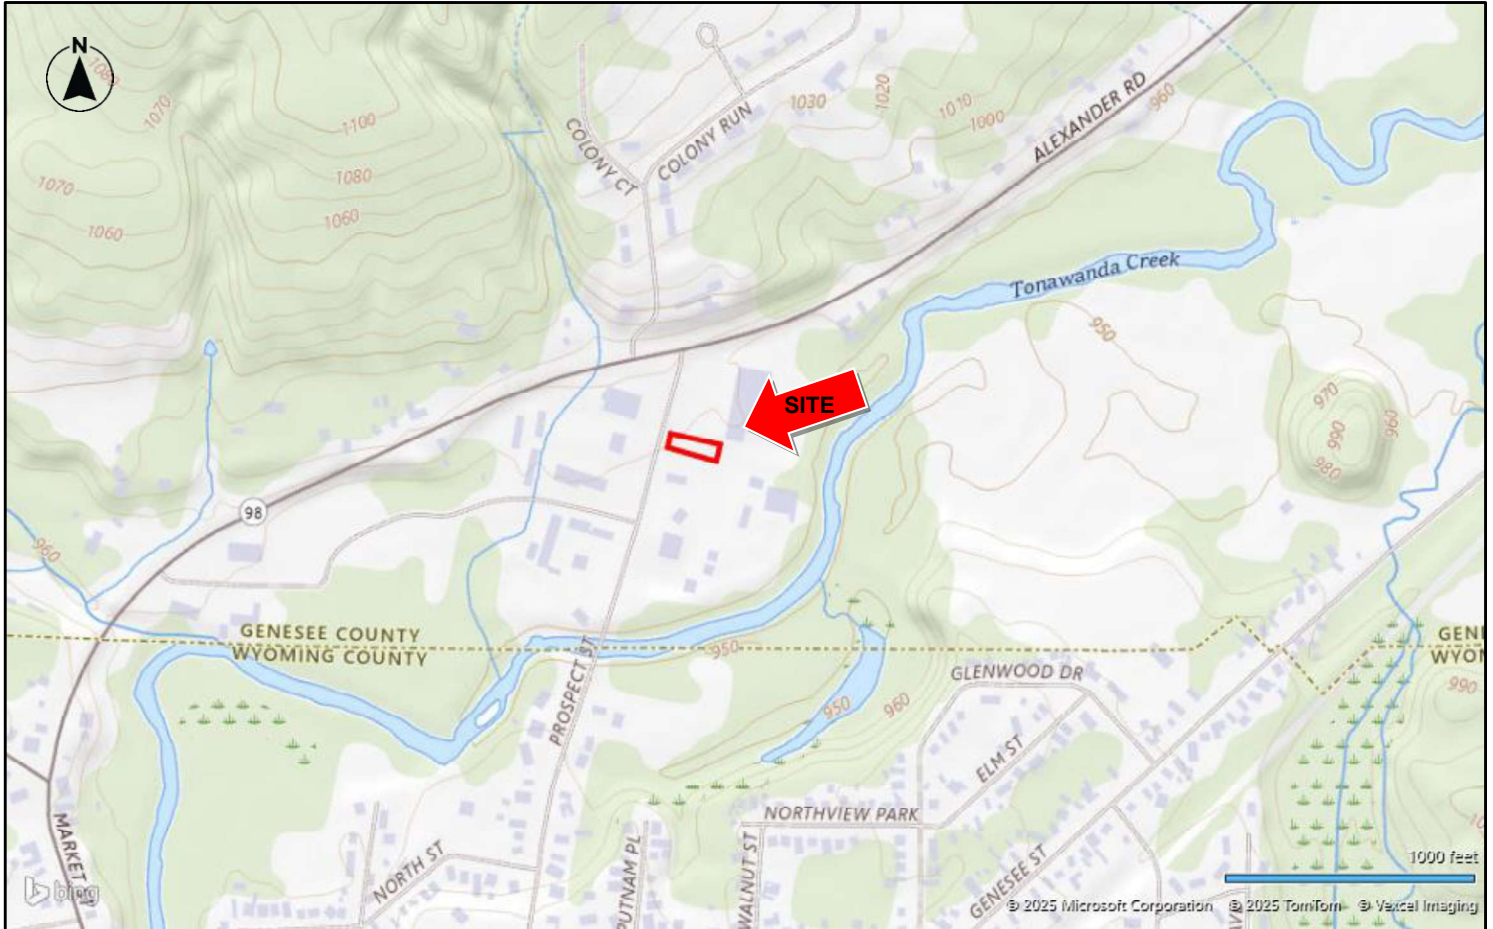 N
1080
1070
1100
1080
1070
1060
1060
COLONY CT
COLONY RUN
1030
1020
1010
1000
960
ALEXANDER RD
Tonawanda Creek
950
SITE
970
990
960
980
98
960
GENESEE COUNTY
WYOMING COUNTY
PROSPECT ST
950
GENE
WYOM
990
GLENWOOD DR
950
960
ELM ST
NORTHVIEW PARK
MARKET
NORTH ST
PUTNAM PL
WALNUT ST
GENESEE ST
1000 feet
bing
© 2025 Microsoft Corporation © 2025 TomTom © Vexcel Imaging